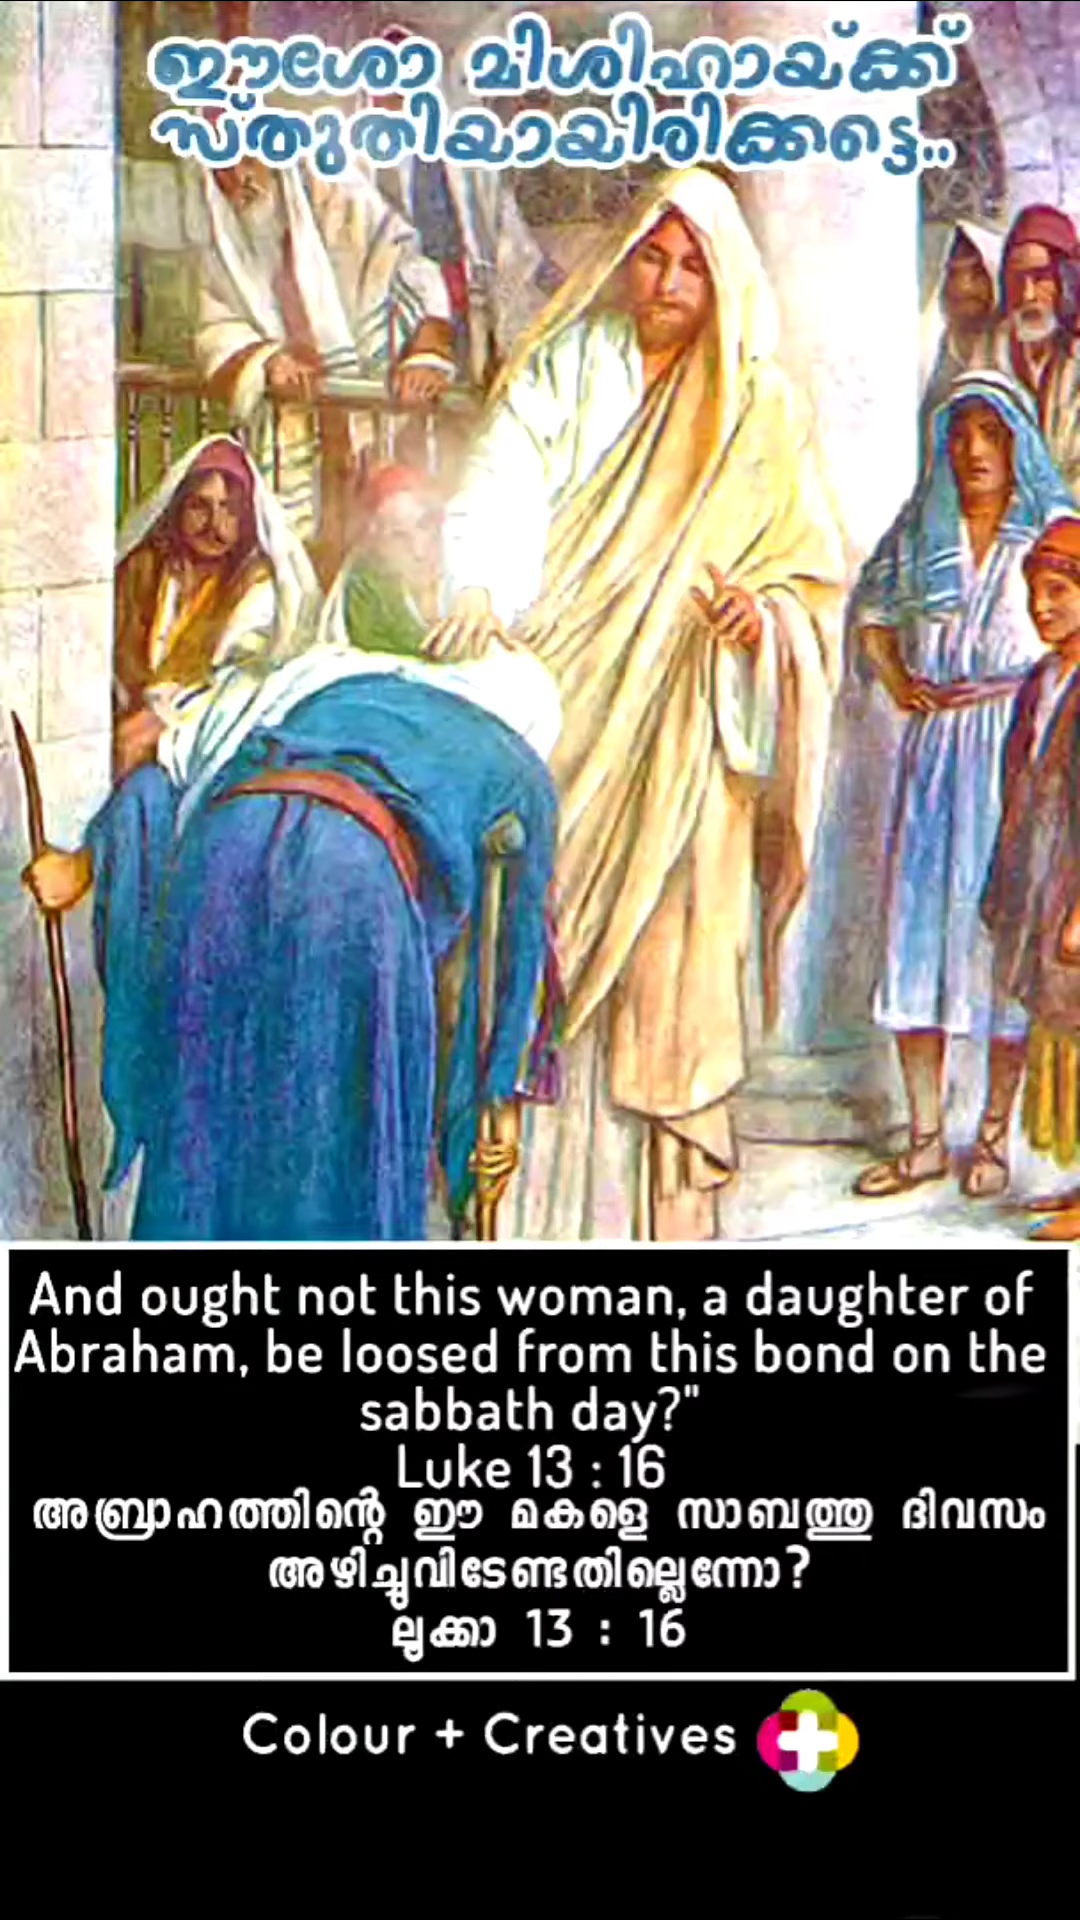 ഈശോ മിശിഹായ്ക്ക്
സ്തുതിയായിരിക്കട്ടെ..
And ought not this woman, a daughter of
Abraham, be loosed from this bond on the
sabbath day?"
Luke 13 : 16
അബ്രാഹത്തിന്റെ ഈ മകളെ സാബത്തു ദിവസം
അഴിച്ചുവിടേണ്ടതില്ലെന്നോ?
ലൂക്കാ 13 : 16
Colour + Creatives